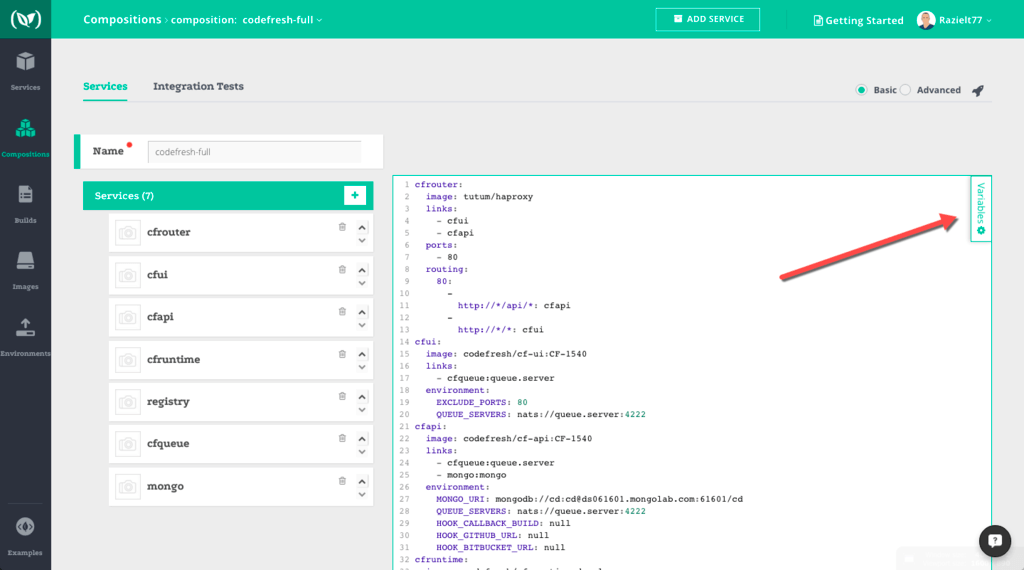 Compositions › composition: codefresh-full
ADD SERVICE
Getting Started
RazieIt77
Services
Compositions
Builds
Images
Environments
Examples
Services Integration Tests
Basic Advanced
Name
codefresh-full
Services (7)
+
cfrouter
cfui
cfapi
cfruntime
registry
cfqueue
mongo
Variables
1 cfrouter:
2 image: tutum/haproxy
3 links:
4 - cfui
5 - cfapi
6 ports:
7 - 80
8 routing:
9 80:
10 -
11 http://*/api/*: cfapi
12 -
13 http://*/*: cfui
14 cfui:
15 image: codefresh/cf-ui:CF-1540
16 links:
17 - cfqueue:queue.server
18 environment:
19 EXCLUDE_PORTS: 80
20 QUEUE_SERVERS: nats://queue.server:4222
21 cfapi:
22 image: codefresh/cf-api:CF-1540
23 links:
24 - cfqueue:queue.server
25 - mongo:mongo
26 environment:
27 MONGO_URI: mongodb://cd:cd@ds061601.mongolab.com:61601/cd
28 QUEUE_SERVERS: nats://queue.server:4222
29 HOOK_CALLBACK_BUILD: null
30 HOOK_GITHUB_URL: null
31 HOOK_BITBUCKET_URL: null
32 cfruntime: